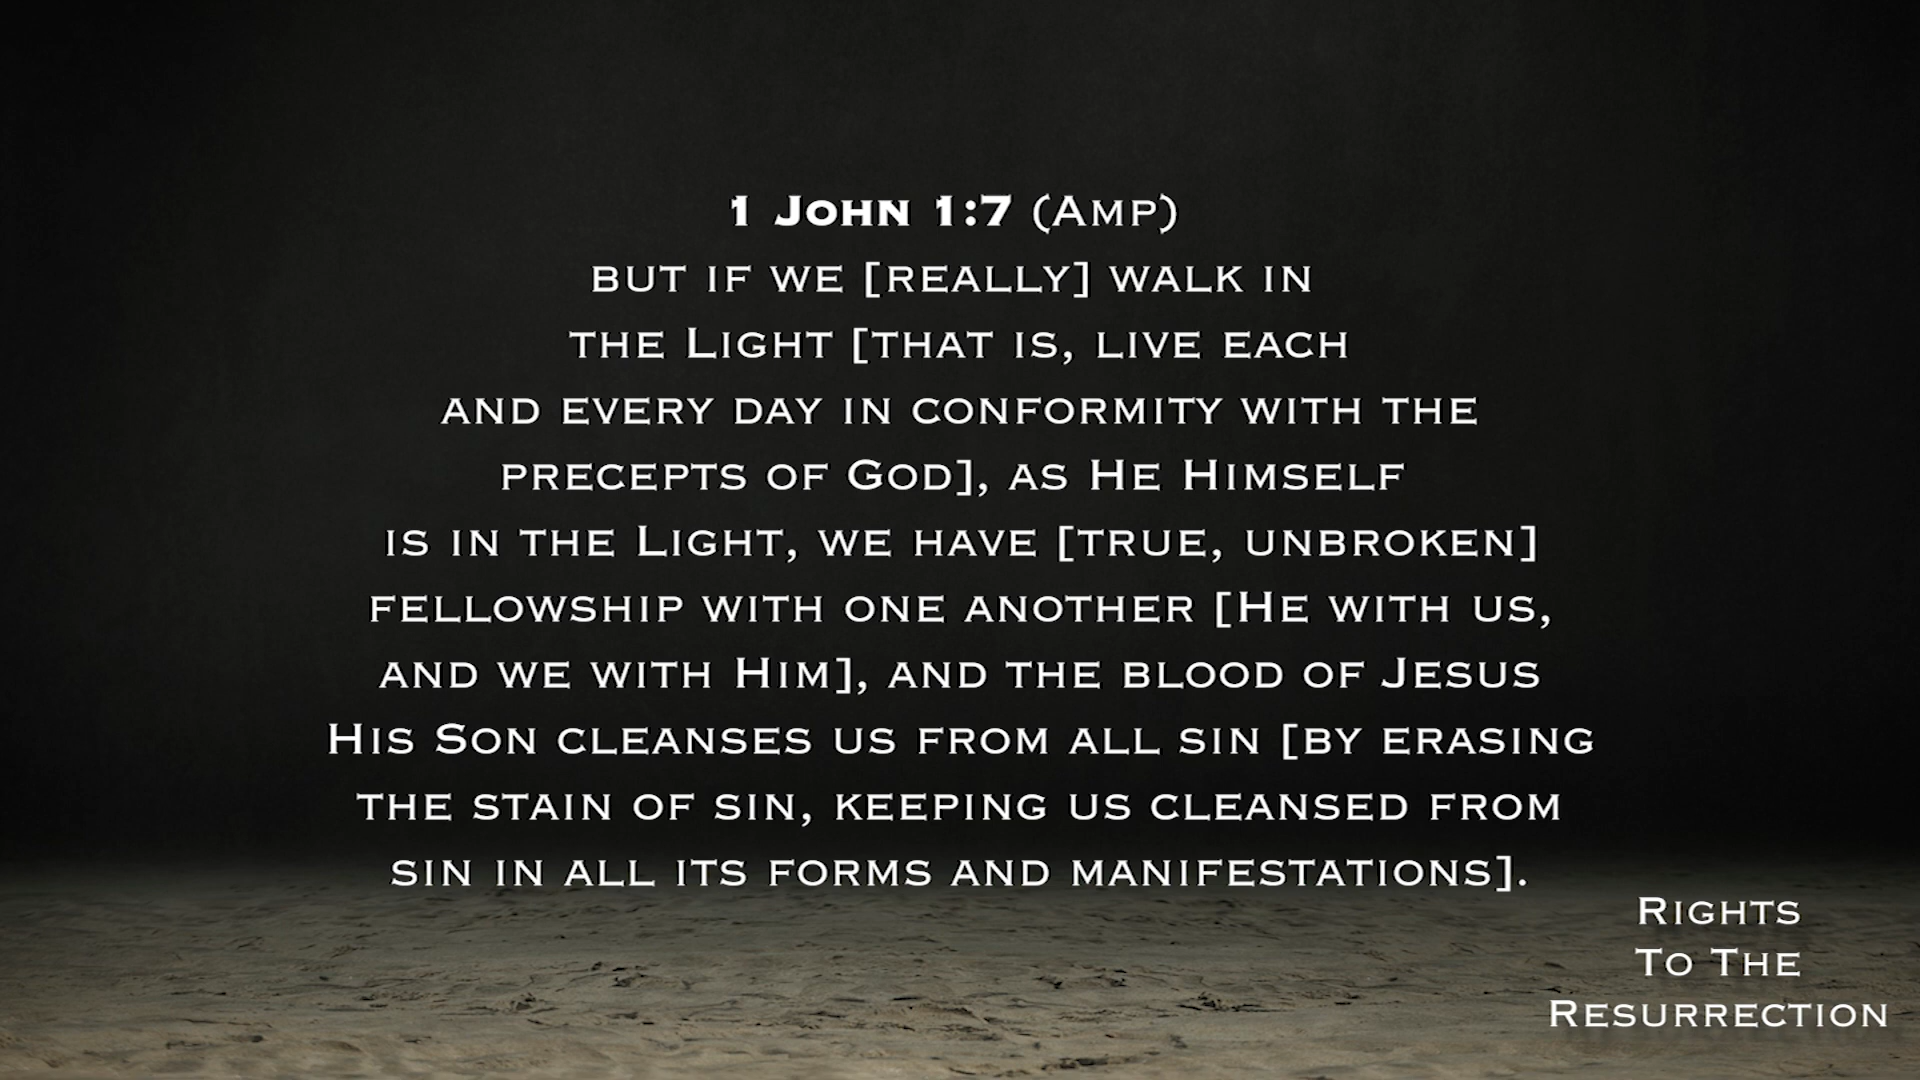 1 John 1:7 (Amp)
but if we [really] walk in
the Light [that is, live each
and every day in conformity with the
precepts of God], as He Himself
is in the Light, we have [true, unbroken]
fellowship with one another [He with us,
and we with Him], and the blood of Jesus
His Son cleanses us from all sin [by erasing
the stain of sin, keeping us cleansed from
sin in all its forms and manifestations].
Rights
To The
Resurrection